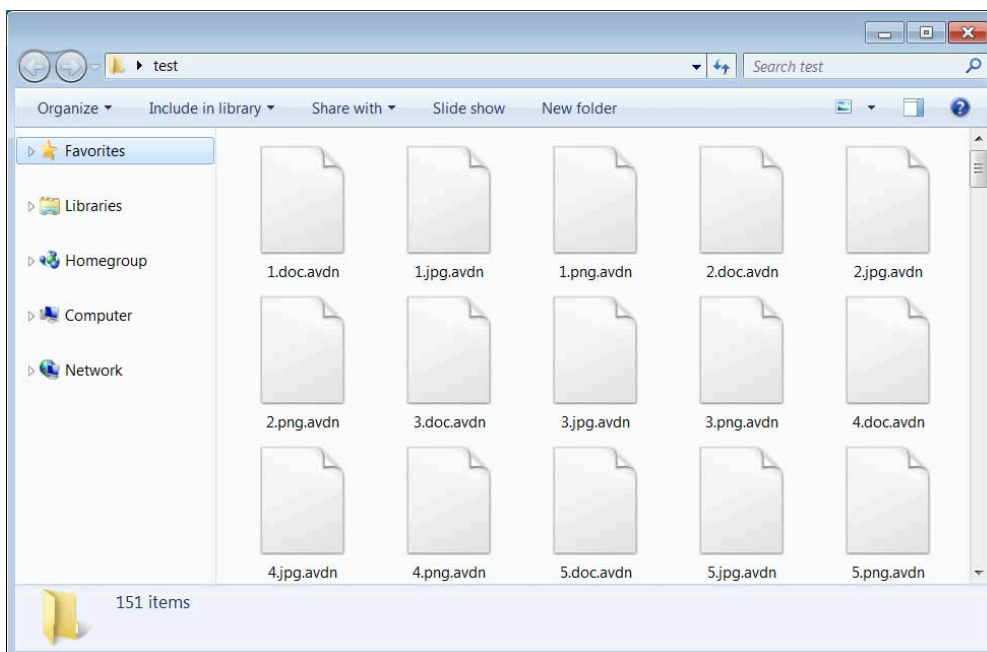 test
Search test
Organize Include in library Share with Slide show New folder
Favorites
Libraries
Homegroup
Computer
Network
1.doc.avdn 1.jpg.avdn 1.png.avdn 2.doc.avdn 2.jpg.avdn
2.png.avdn 3.doc.avdn 3.jpg.avdn 3.png.avdn 4.doc.avdn
4.jpg.avdn 4.png.avdn 5.doc.avdn 5.jpg.avdn 5.png.avdn
151 items